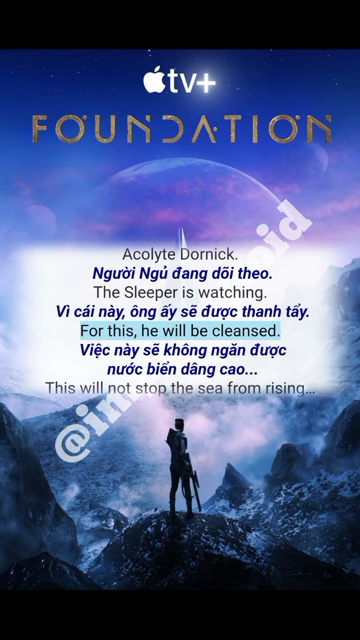 tv+
FOUNDATION
Acolyte Dornick.
Người Ngủ đang dõi theo.
The Sleeper is watching.
Vì cái này, ông ấy sẽ được thanh tẩy.
For this, he will be cleansed.
Việc này sẽ không ngăn được
nước biển dâng cao...
This will not stop the sea from rising...